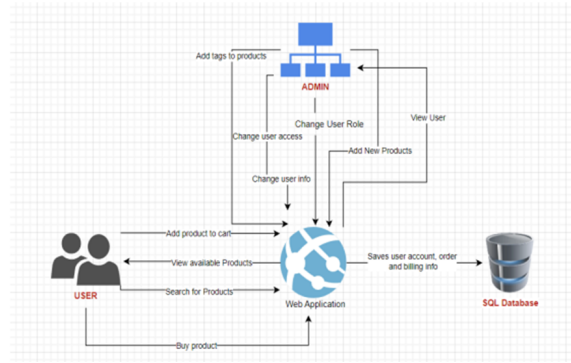 Add tags to products
ADMIN
View User
Change User Role
Change user access
Add New Products
Change user info
Add product to cart
View available Products
Saves user account, order
and billing info
USER
Search for Products
Web Application
SQL Database
Buy product